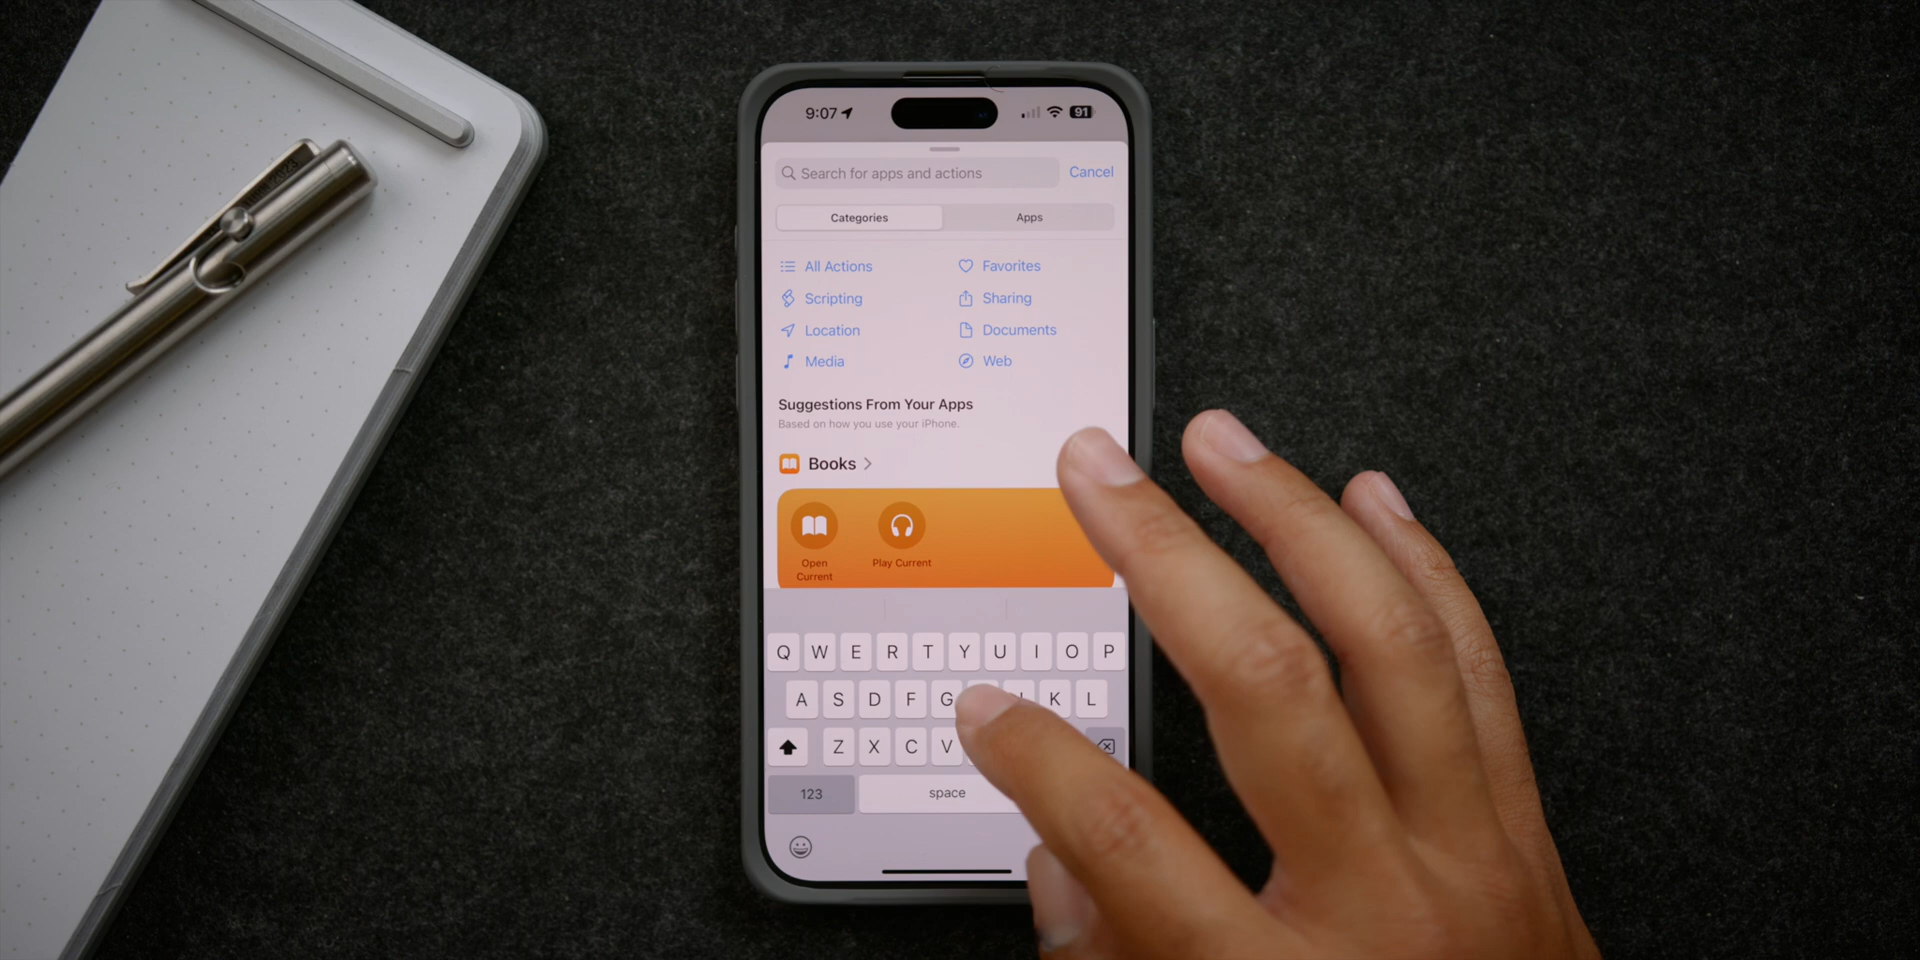 9:07
91
Search for apps and actions
Cancel
Categories
Apps
All Actions
Favorites
Scripting
Sharing
Location
Documents
Media
Web
Suggestions From Your Apps
Based on how you use your iPhone.
Books
Open
Current
Play Current
Q W E R T Y U I O P
A S D F G K L
Z X C V
123
space